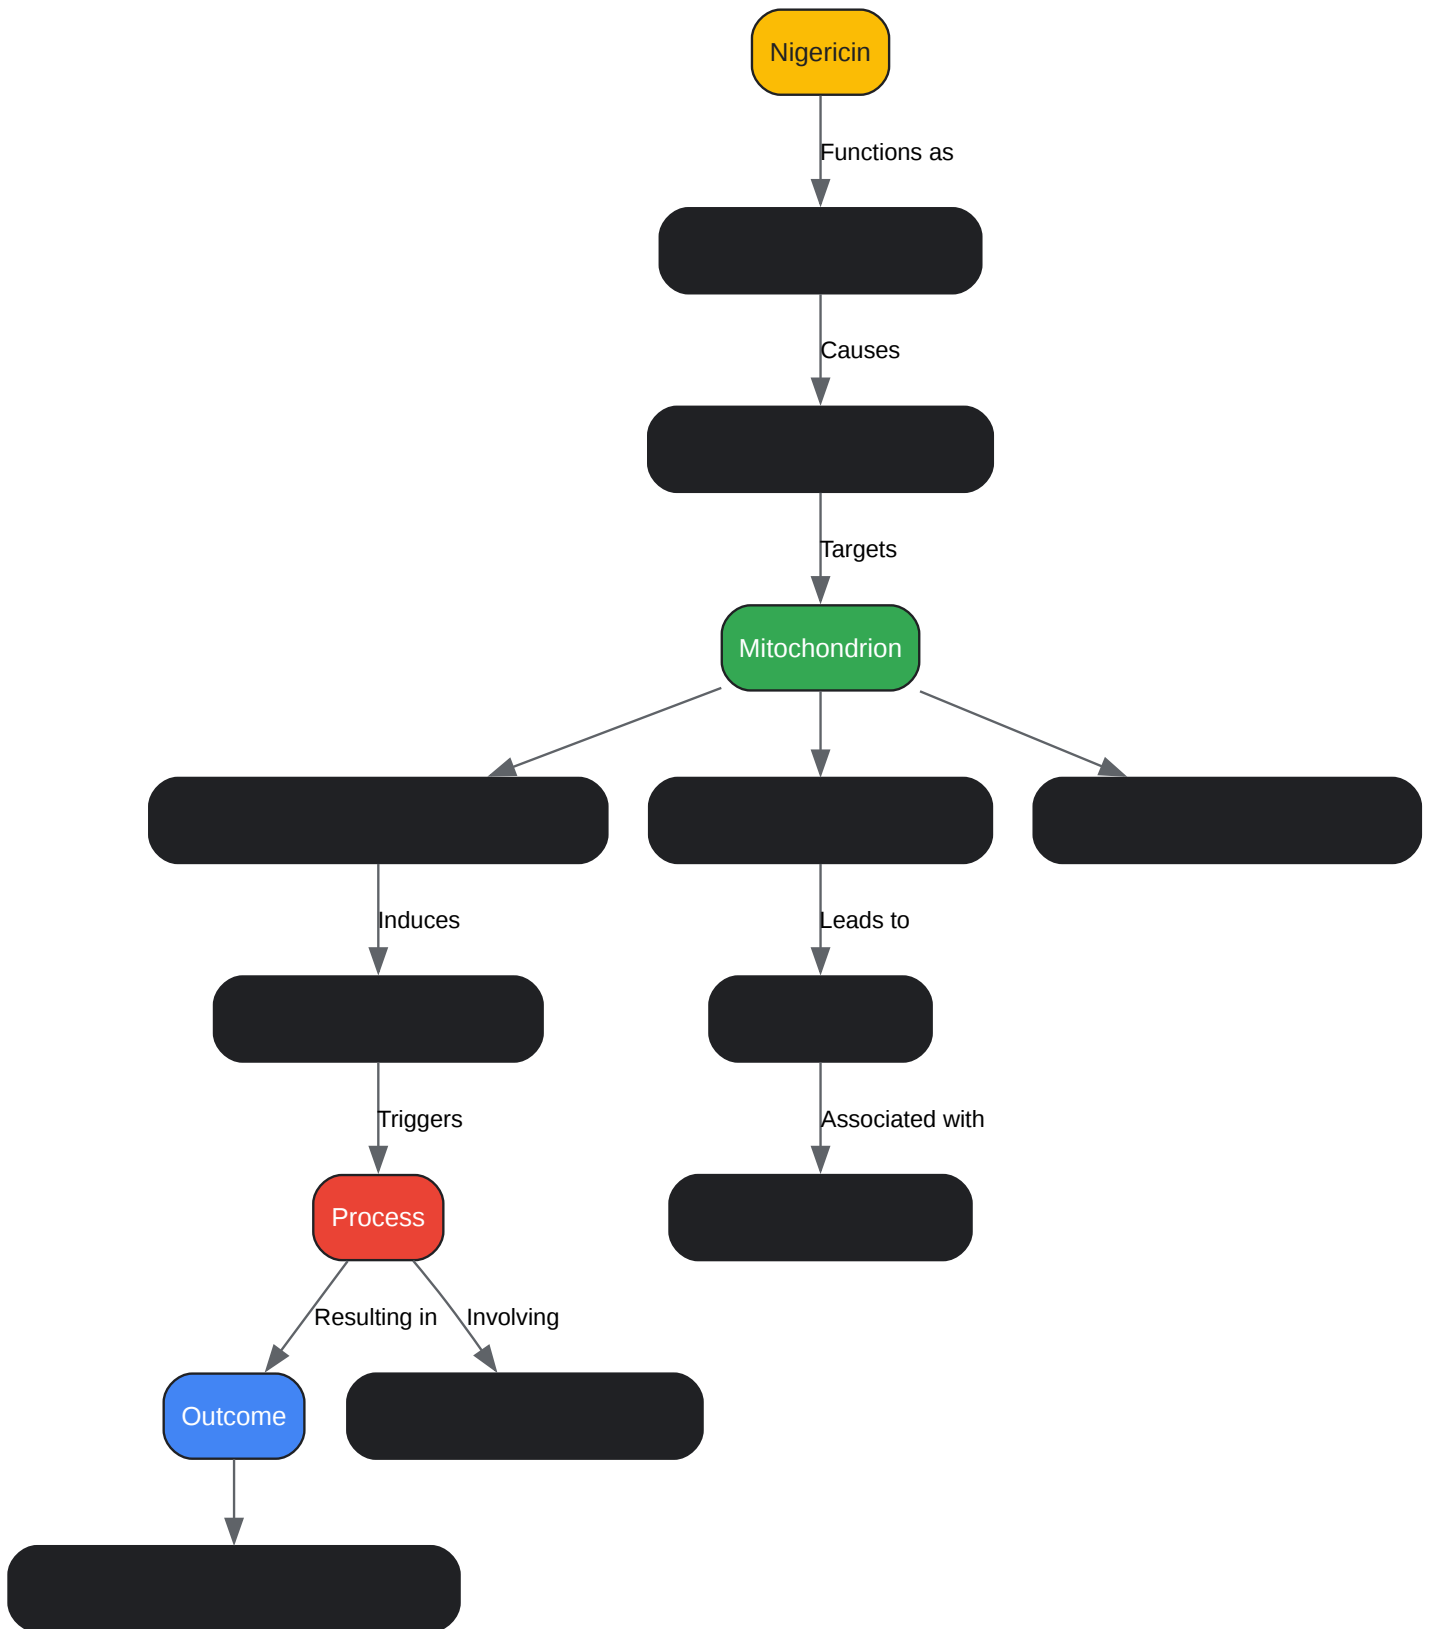 Nigericin
Functions as
Causes
Targets
Mitochondrion
Induces
Leads to
Triggers
Associated with
Process
Resulting in
Involving
Outcome